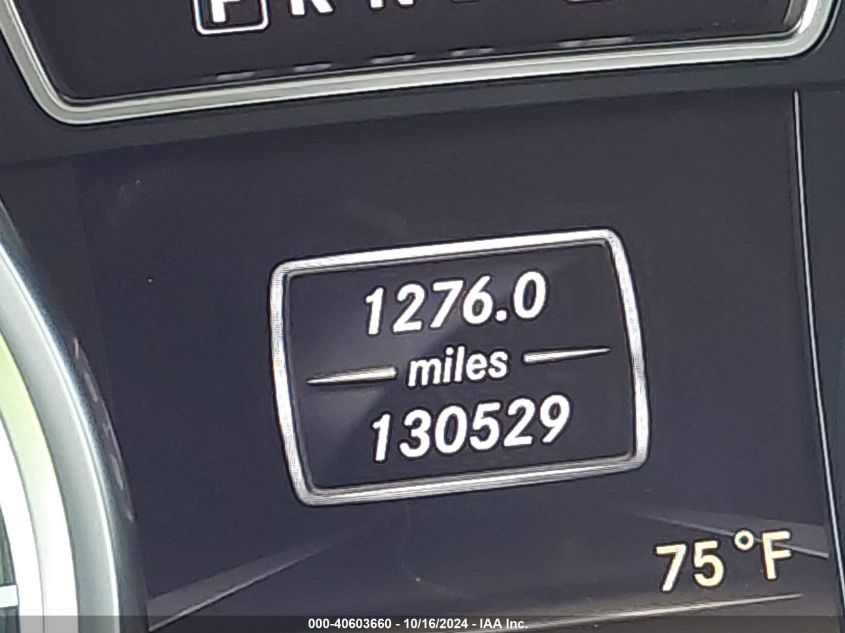 P R N
1276.0
miles
130529
75°F
000-40603660 - 10/16/2024 - IAA Inc.